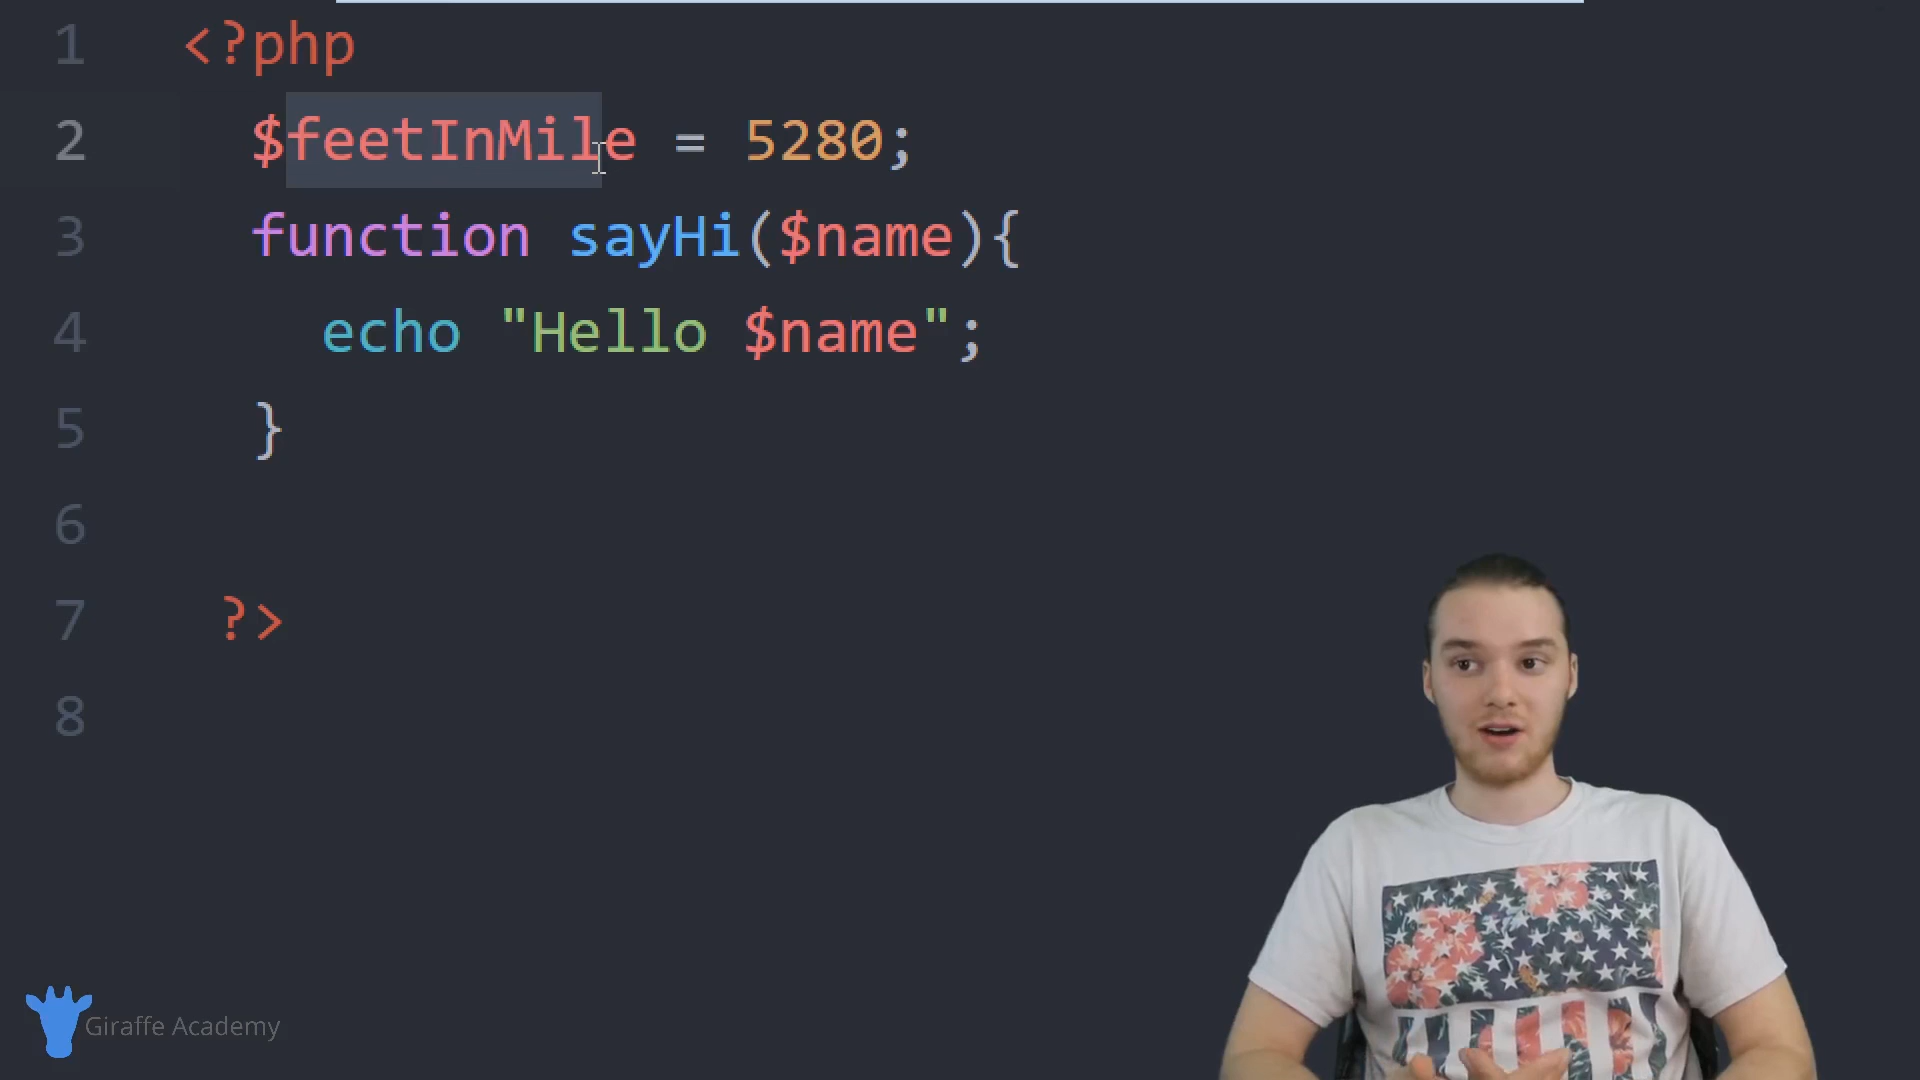 1 <?php
2 $feetInMile = 5280;
3 function sayHi($name){
4 echo "Hello $name";
5 }
6
7 ?>
8
Giraffe Academy